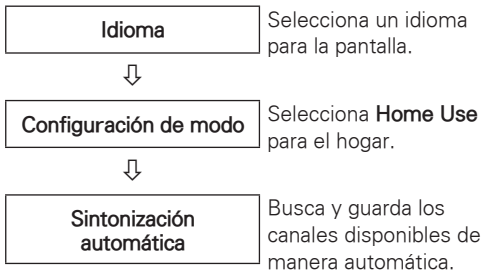 Idioma
Selecciona un idioma
para la pantalla.
Configuración de modo
Selecciona Home Use
para el hogar.
Sintonización
automática
Busca y guarda los
canales disponibles de
manera automática.